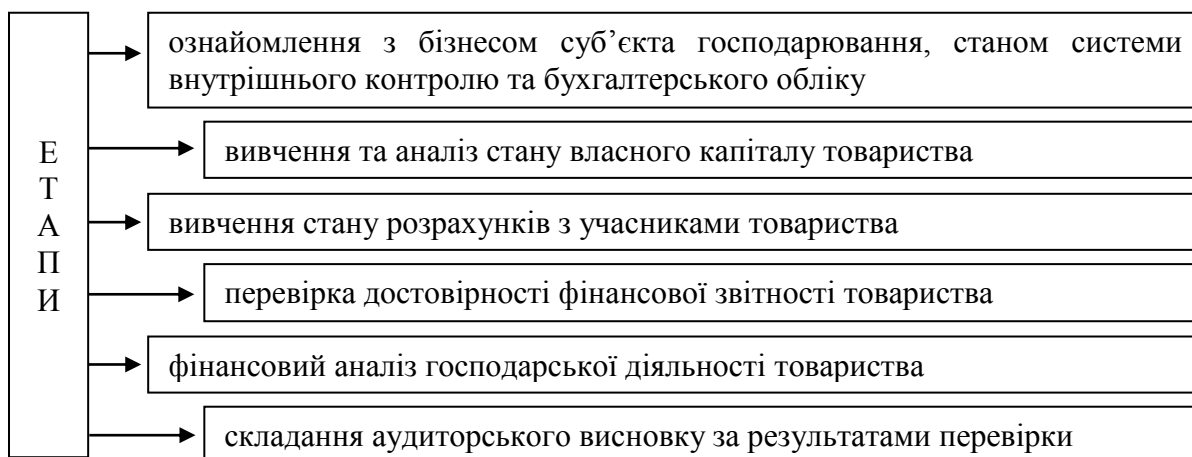 ЕТАПИ
ознайомлення з бізнесом суб’єкта господарювання, станом системи
внутрішнього контролю та бухгалтерського обліку
вивчення та аналіз стану власного капіталу товариства
вивчення стану розрахунків з учасниками товариства
перевірка достовірності фінансової звітності товариства
фінансовий аналіз господарської діяльності товариства
складання аудиторського висновку за результатами перевірки